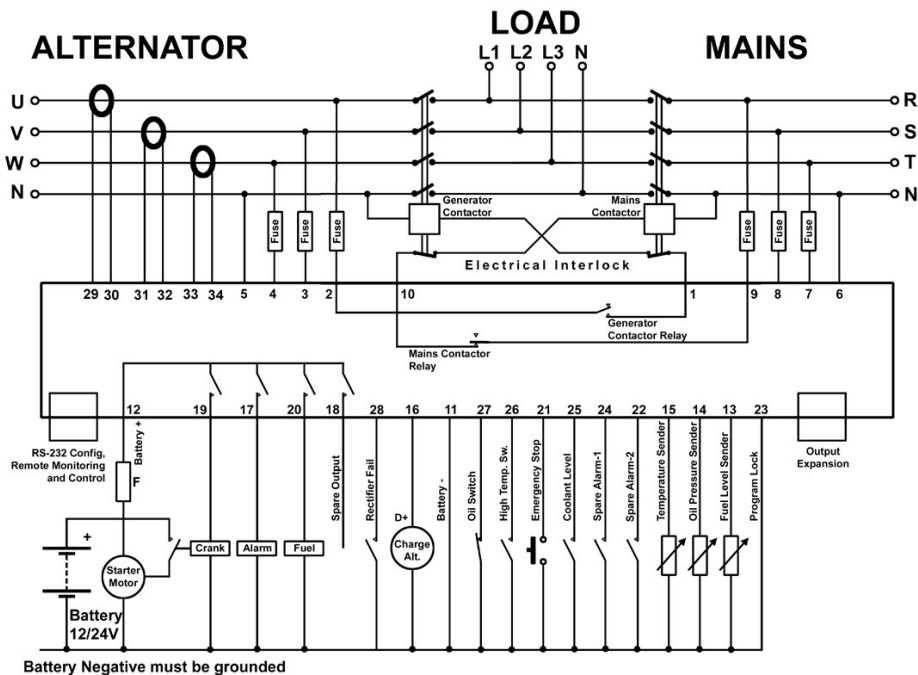 ALTERNATOR
LOAD
MAINS
L1 L2 L3 N
U
V
W
N
R
S
T
N
Generator
Contactor
Mains
Contactor
Fuse
Fuse
Fuse
Fuse
Fuse
Fuse
Electrical Interlock
29 30 31 32 33 34 5 4 3 2 10 1 9 8 7 6
Generator
Contactor Relay
Mains Contactor
Relay
12 19 17 20 18 28 16 11 27 26 21 25 24 22 15 14 13 23
RS-232 Config,
Remote Monitoring
and Control
Output
Expansion
Battery +
F
Spare Output
Rectifier Fail
Battery -
Oil Switch
High Temp. Sw.
Emergency Stop
Coolant Level
Spare Alarm-1
Spare Alarm-2
Temperature Sender
Oil Pressure Sender
Fuel Level Sender
Program Lock
D+
Charge
Alt.
+
Starter
Motor
Crank
Alarm
Fuel
Battery
12/24V
Battery Negative must be grounded